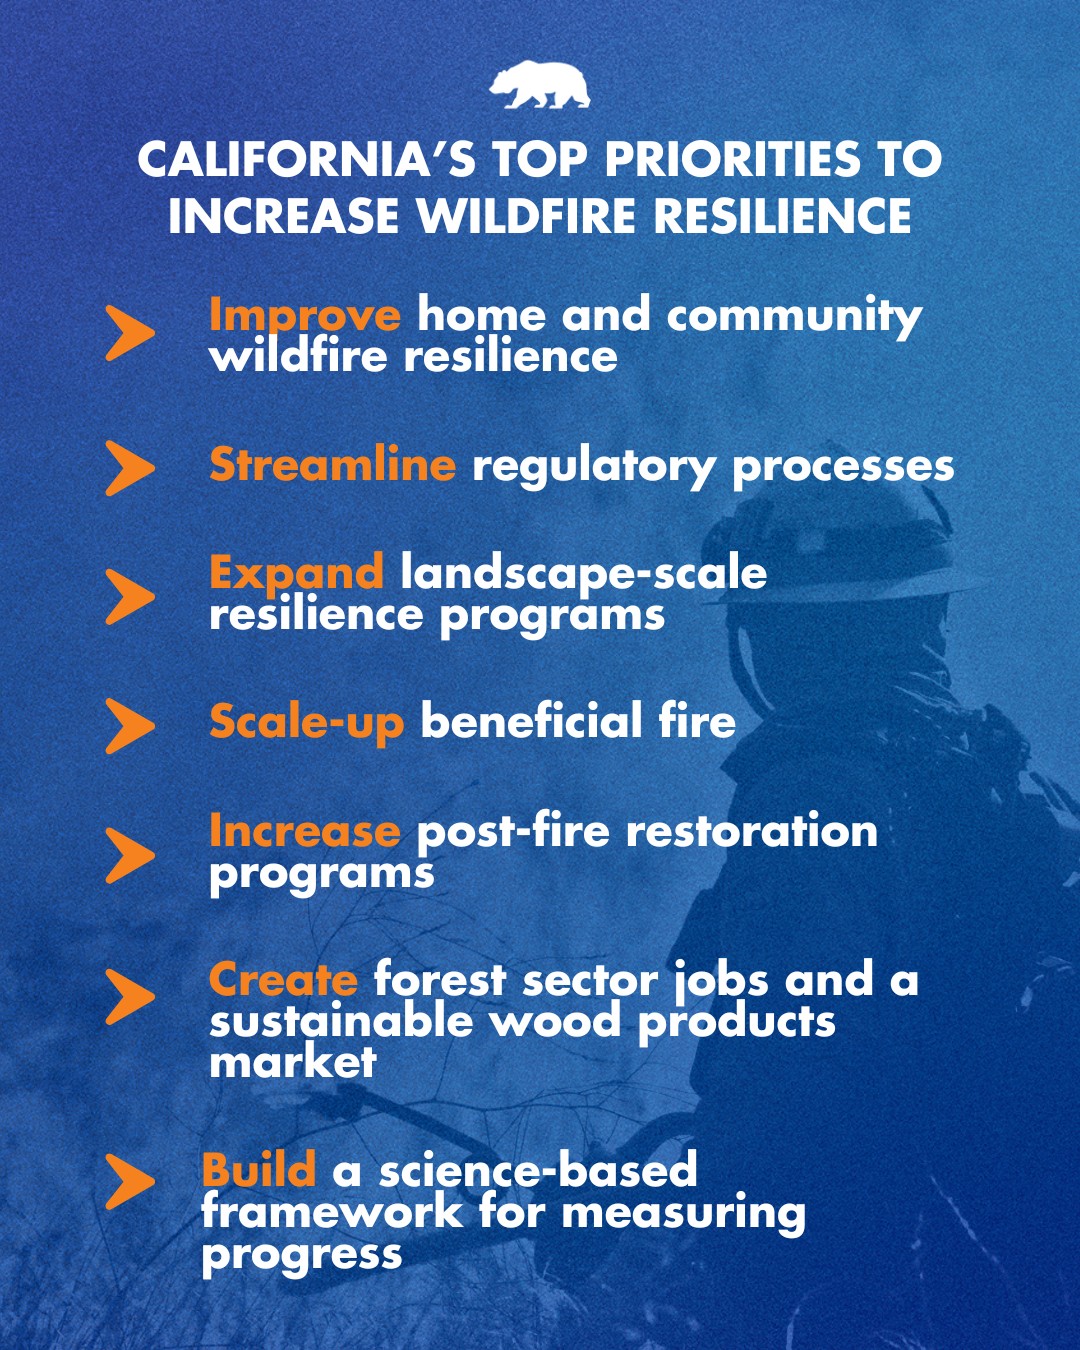 CALIFORNIA’S TOP PRIORITIES TO
INCREASE WILDFIRE RESILIENCE
Improve home and community
wildfire resilience
Streamline regulatory processes
Expand landscape-scale
resilience programs
Scale-up beneficial fire
Increase post-fire restoration
programs
Create forest sector jobs and a
sustainable wood products
market
Build a science-based
framework for measuring
progress